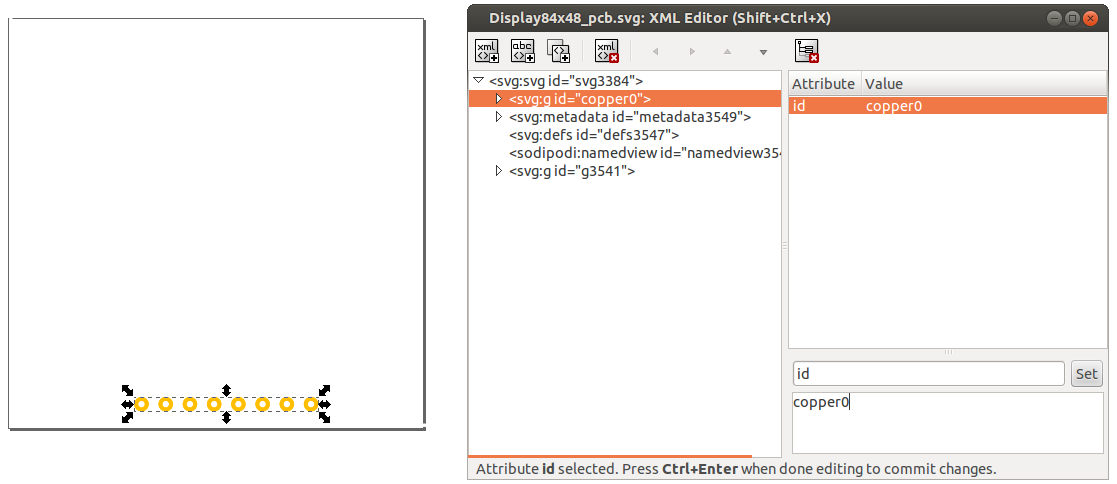 Display84x48_pcb.svg: XML Editor (Shift+Ctrl+X)
xml
abc
xml
<svg:svg id="svg3384">
<svg:g id="copper0">
<svg:metadata id="metadata3549">
<svg:defs id="defs3547">
<sodipodi:namedview id="namedview354
<svg:g id="g3541">
Attribute Value
id copper0
id
Set
copper0
Attribute id selected. Press Ctrl+Enter when done editing to commit changes.